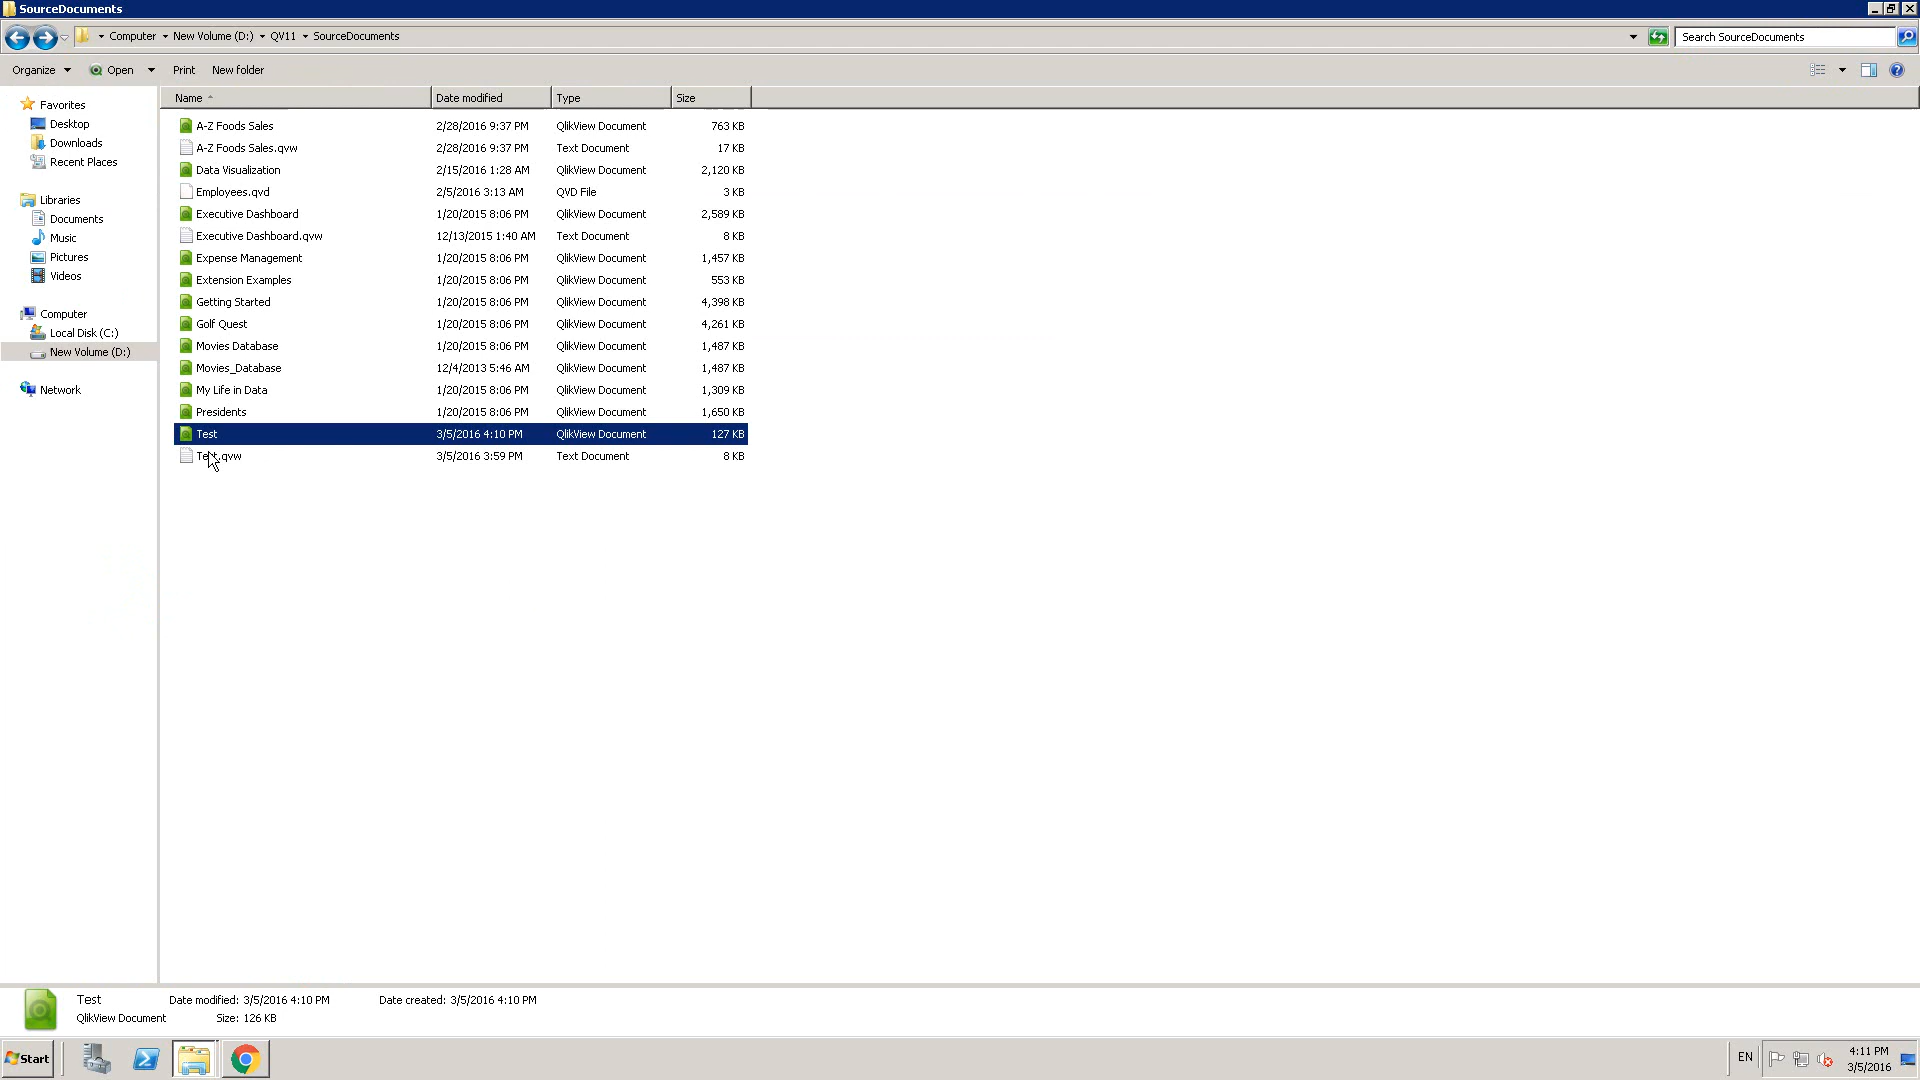 SourceDocuments
Computer New Volume (D:) QV11 SourceDocuments Search SourceDocuments
Organize Open Print New folder
Name Date modified Type Size
Favorites
Desktop
Downloads
Recent Places
Libraries
Documents
Music
Pictures
Videos
Computer
Local Disk (C:)
New Volume (D:)
Network
A-Z Foods Sales 2/28/2016 9:37 PM QlikView Document 763 KB
A-Z Foods Sales.qvw 2/28/2016 9:37 PM Text Document 17 KB
Data Visualization 2/15/2016 1:28 AM QlikView Document 2,120 KB
Employees.qvd 2/5/2016 3:13 AM QVD File 3 KB
Executive Dashboard 1/20/2015 8:06 PM QlikView Document 2,589 KB
Executive Dashboard.qvw 12/13/2015 1:40 AM Text Document 8 KB
Expense Management 1/20/2015 8:06 PM QlikView Document 1,457 KB
Extension Examples 1/20/2015 8:06 PM QlikView Document 553 KB
Getting Started 1/20/2015 8:06 PM QlikView Document 4,398 KB
Golf Quest 1/20/2015 8:06 PM QlikView Document 4,261 KB
Movies Database 1/20/2015 8:06 PM QlikView Document 1,487 KB
Movies_Database 12/4/2013 5:46 AM QlikView Document 1,487 KB
My Life in Data 1/20/2015 8:06 PM QlikView Document 1,309 KB
Presidents 1/20/2015 8:06 PM QlikView Document 1,650 KB
Test 3/5/2016 4:10 PM QlikView Document 127 KB
Test.qvw 3/5/2016 3:59 PM Text Document 8 KB
Test Date modified: 3/5/2016 4:10 PM Date created: 3/5/2016 4:10 PM
QlikView Document Size: 126 KB
Start EN 4:11 PM
3/5/2016